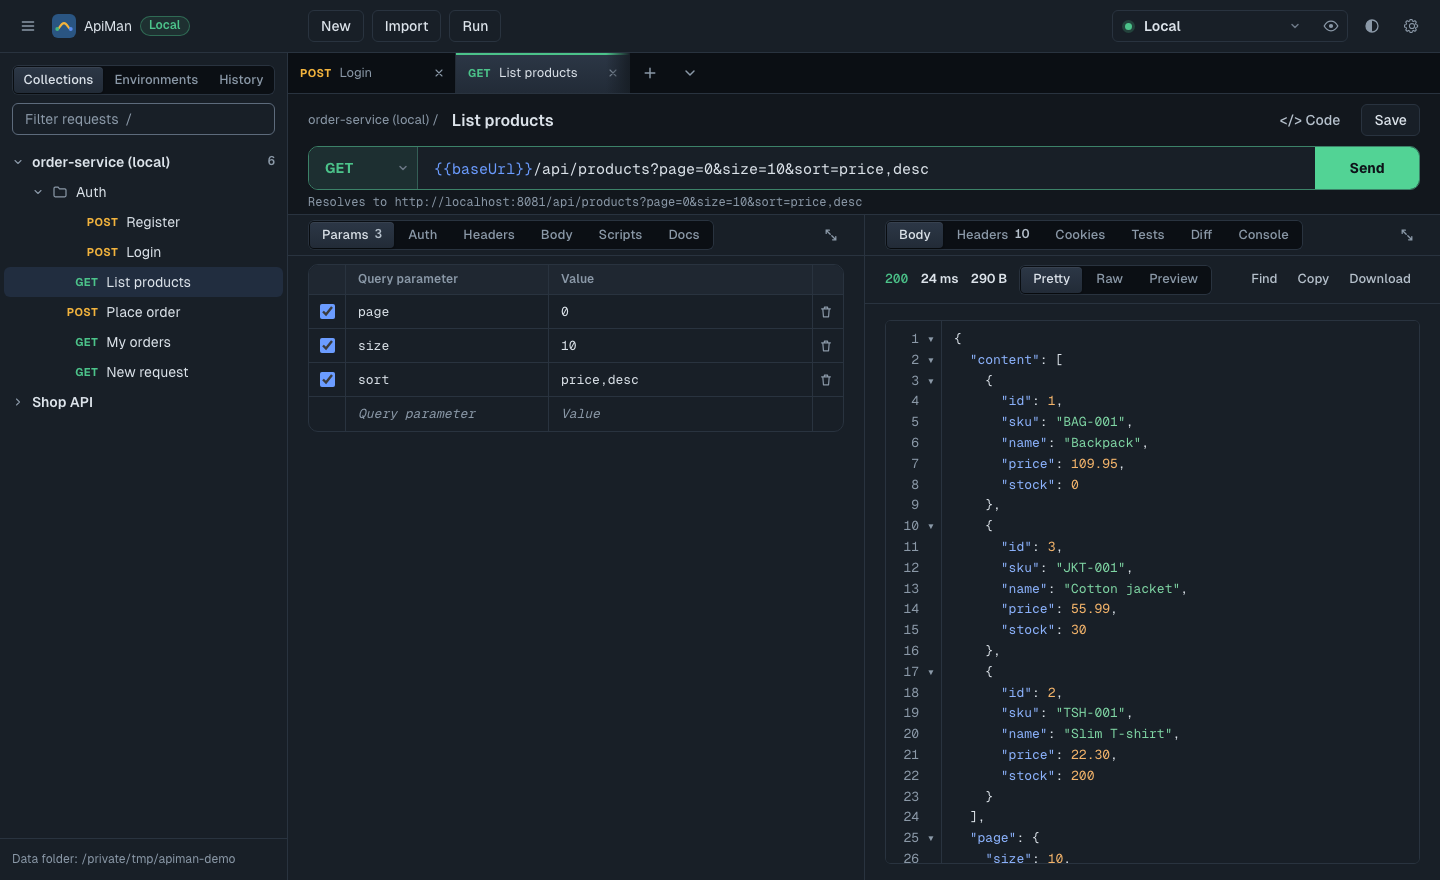 ApiMan Local New Import Run Local
Collections Environments History
Filter requests /
order-service (local) 6
Auth
POST Register
POST Login
GET List products
POST Place order
GET My orders
GET New request
Shop API
Data folder: /private/tmp/apiman-demo
POST Login GET List products
order-service (local) / List products </> Code Save
GET {{baseUrl}}/api/products?page=0&size=10&sort=price,desc Send
Resolves to http://localhost:8081/api/products?page=0&size=10&sort=price,desc
Params 3 Auth Headers Body Scripts Docs
Query parameter Value
page 0
size 10
sort price,desc
Query parameter Value
Body Headers 10 Cookies Tests Diff Console
200 24 ms 290 B Pretty Raw Preview Find Copy Download
1 {
2 "content": [
3 {
4 "id": 1,
5 "sku": "BAG-001",
6 "name": "Backpack",
7 "price": 109.95,
8 "stock": 0
9 },
10 {
11 "id": 3,
12 "sku": "JKT-001",
13 "name": "Cotton jacket",
14 "price": 55.99,
15 "stock": 30
16 },
17 {
18 "id": 2,
19 "sku": "TSH-001",
20 "name": "Slim T-shirt",
21 "price": 22.30,
22 "stock": 200
23 }
24 ],
25 "page": {
26 "size": 10,